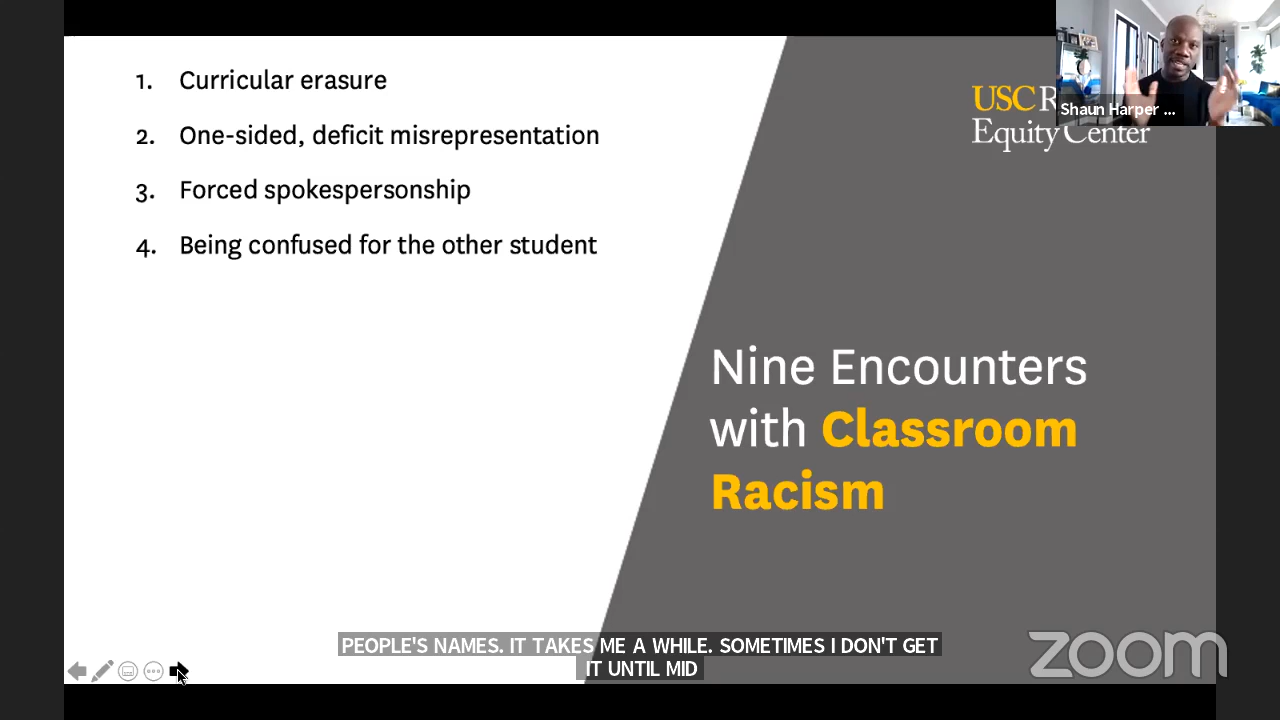 1. Curricular erasure
2. One-sided, deficit misrepresentation
3. Forced spokespersonship
4. Being confused for the other student
USC R
Equity Center
Shaun Harper ...
Nine Encounters
with Classroom
Racism
PEOPLE'S NAMES. IT TAKES ME A WHILE. SOMETIMES I DON'T GET
IT UNTIL MID
zoom